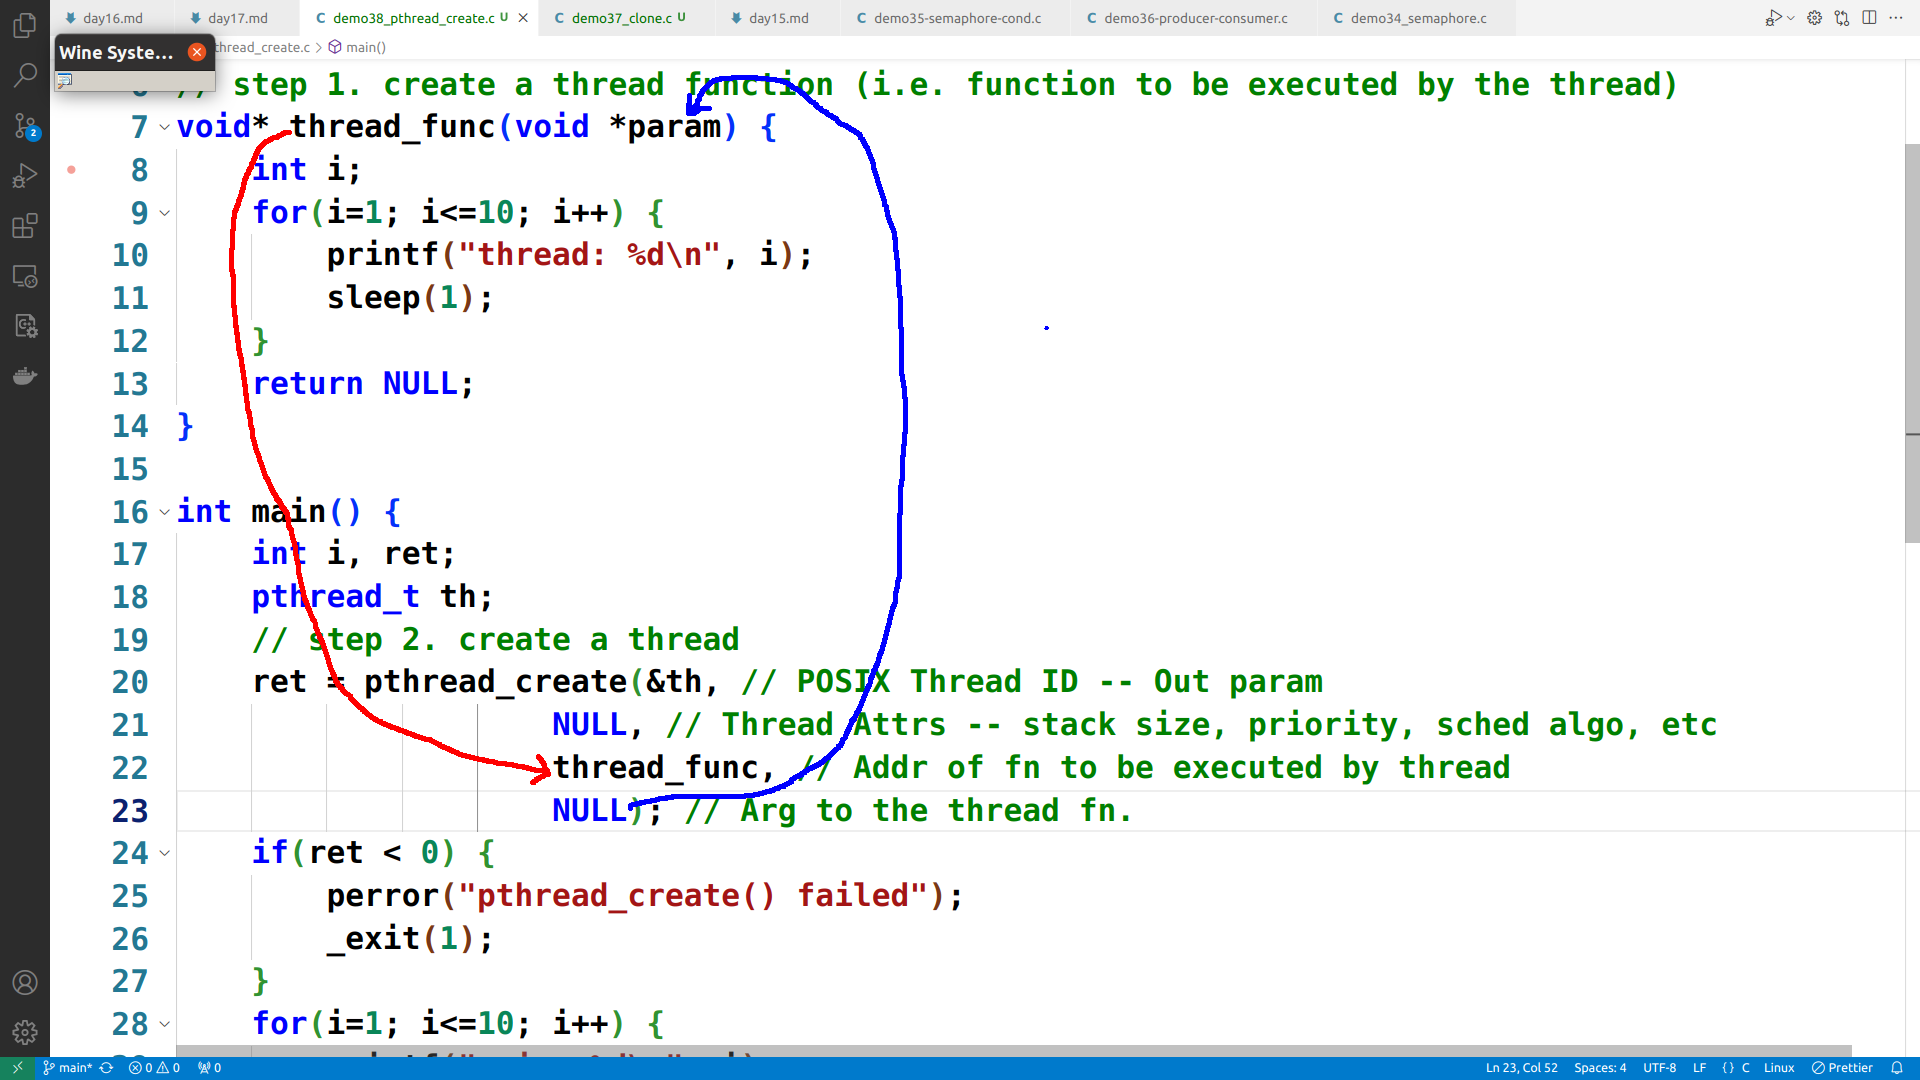 day16.md
day17.md
demo38_pthread_create.c U
demo37_clone.c U
day15.md
demo35-semaphore-cond.c
demo36-producer-consumer.c
demo34_semaphore.c
Wine Syste...
thread_create.c > main()
// step 1. create a thread function (i.e. function to be executed by the thread)
7 void* thread_func(void *param) {
8 int i;
9 for(i=1; i<=10; i++) {
10 printf("thread: %d\n", i);
11 sleep(1);
12 }
13 return NULL;
14 }
15
16 int main() {
17 int i, ret;
18 pthread_t th;
19 // step 2. create a thread
20 ret = pthread_create(&th, // POSIX Thread ID -- Out param
21 NULL, // Thread Attrs -- stack size, priority, sched algo, etc
22 thread_func, // Addr of fn to be executed by thread
23 NULL); // Arg to the thread fn.
24 if(ret < 0) {
25 perror("pthread_create() failed");
26 _exit(1);
27 }
28 for(i=1; i<=10; i++) {
2
main* 0 0 0 Ln 23, Col 52 Spaces: 4 UTF-8 LF {} C Linux Prettier